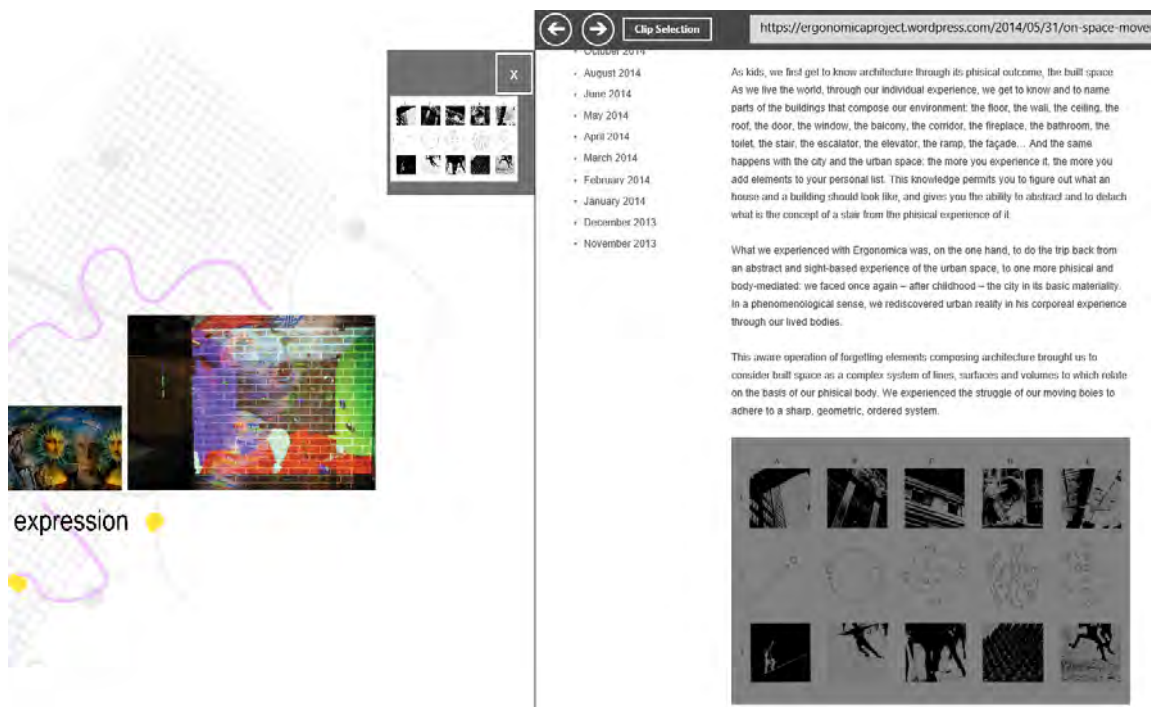 Clip Selection
https://ergonomicaproject.wordpress.com/2014/05/31/on-space-mover
X
October 2014
August 2014
June 2014
May 2014
April 2014
March 2014
February 2014
January 2014
December 2013
November 2013
As kids, we first get to know architecture through its phisical outcome, the built space.
As we live the world, through our individual experience, we get to know and to name
parts of the buildings that compose our environment: the floor, the wall, the ceiling, the
roof, the door, the window, the balcony, the corridor, the fireplace, the bathroom, the
toilet, the stair, the escalator, the elevator, the ramp, the façade… And the same
happens with the city and the urban space: the more you experience it, the more you
add elements to your personal list. This knowledge permits you to figure out what an
house and a building should look like, and gives you the ability to abstract and to detach
what is the concept of a stair from the phisical experience of it.
What we experienced with Ergonomica was, on the one hand, to do the trip back from
an abstract and sight-based experience of the urban space, to one more phisical and
body-mediated: we faced once again – after childhood – the city in its basic materiality.
In a phenomenological sense, we rediscovered urban reality in his corporeal experience
through our lived bodies.
This aware operation of forgetting elements composing architecture brought us to
consider built space as a complex system of lines, surfaces and volumes to which relate
on the basis of our phisical body. We experienced the struggle of our moving boies to
adhere to a sharp, geometric, ordered system.
A B C D E
expression